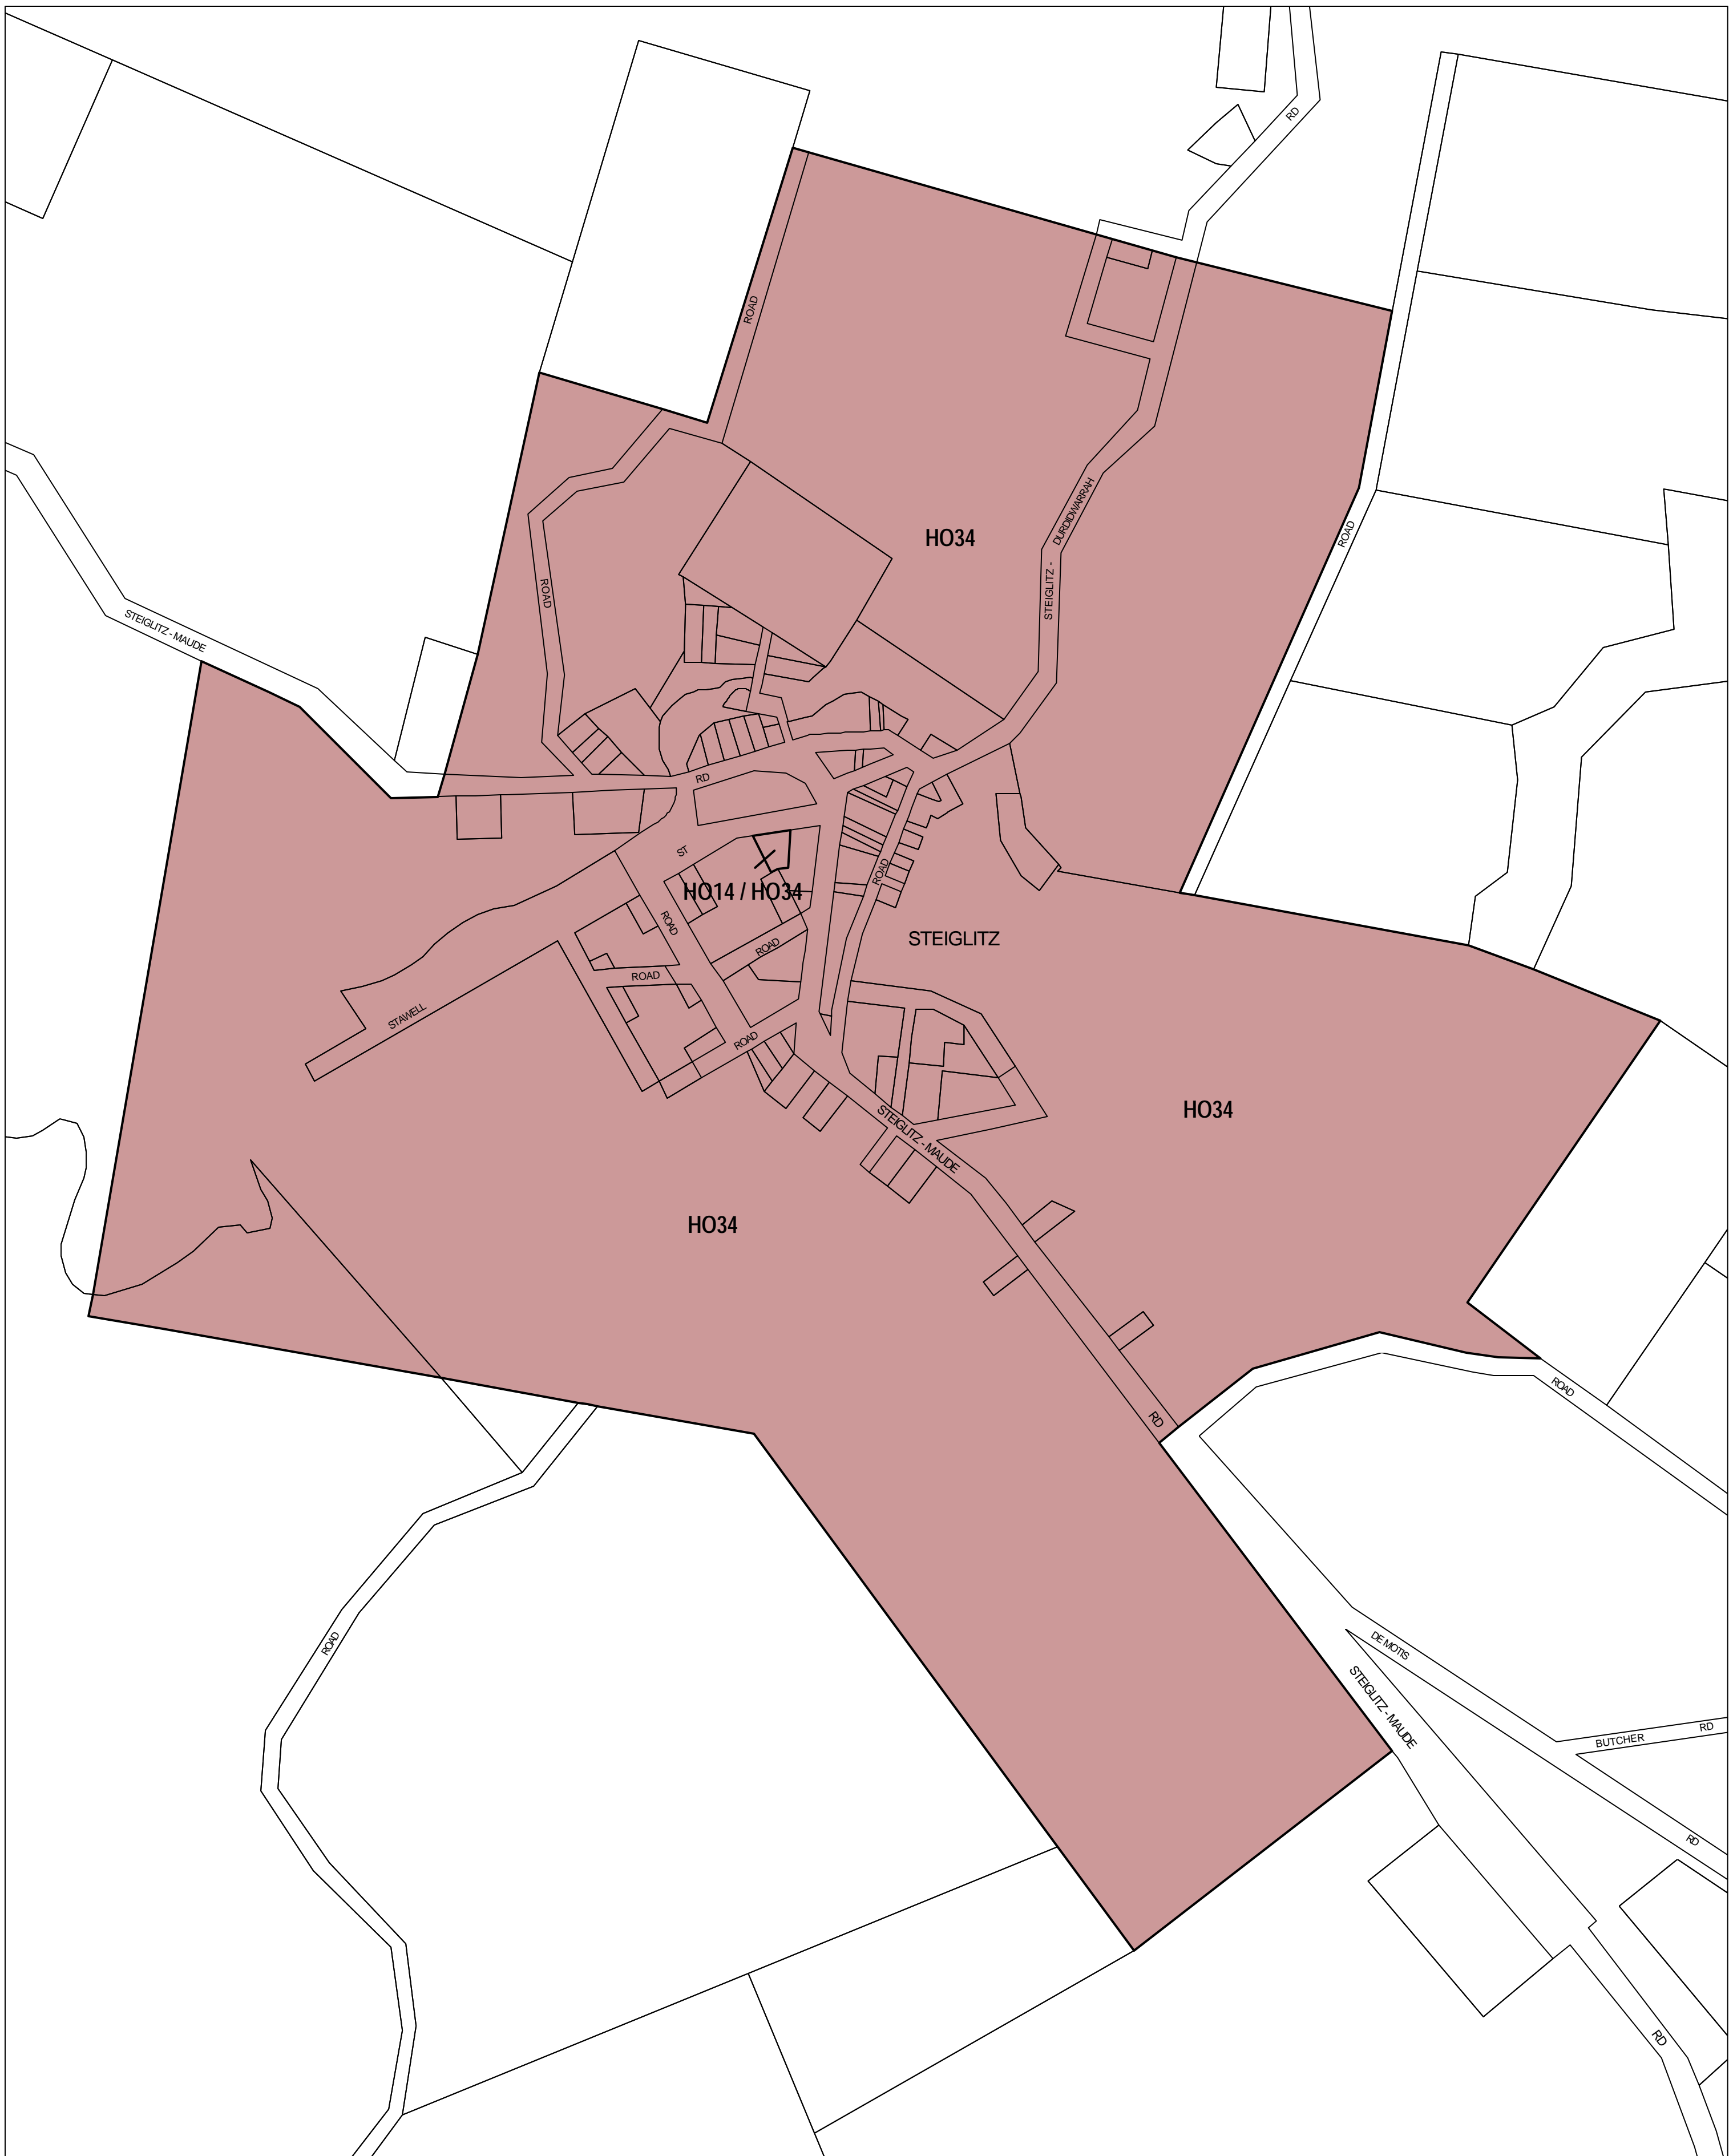 RD
ROAD
HO34
DURDIDWARRAH
STEIGLITZ -
ROAD
ROAD
STEIGLITZ - MAUDE
RD
ST
ROAD
HO14 / HO34
ROAD
STEIGLITZ
ROAD
ROAD
STAWELL
ROAD
HO34
STEIGLITZ - MAUDE
HO34
ROAD
RD
ROAD
DE MOTIS
STEIGLITZ - MAUDE
RD
BUTCHER
RD
RD